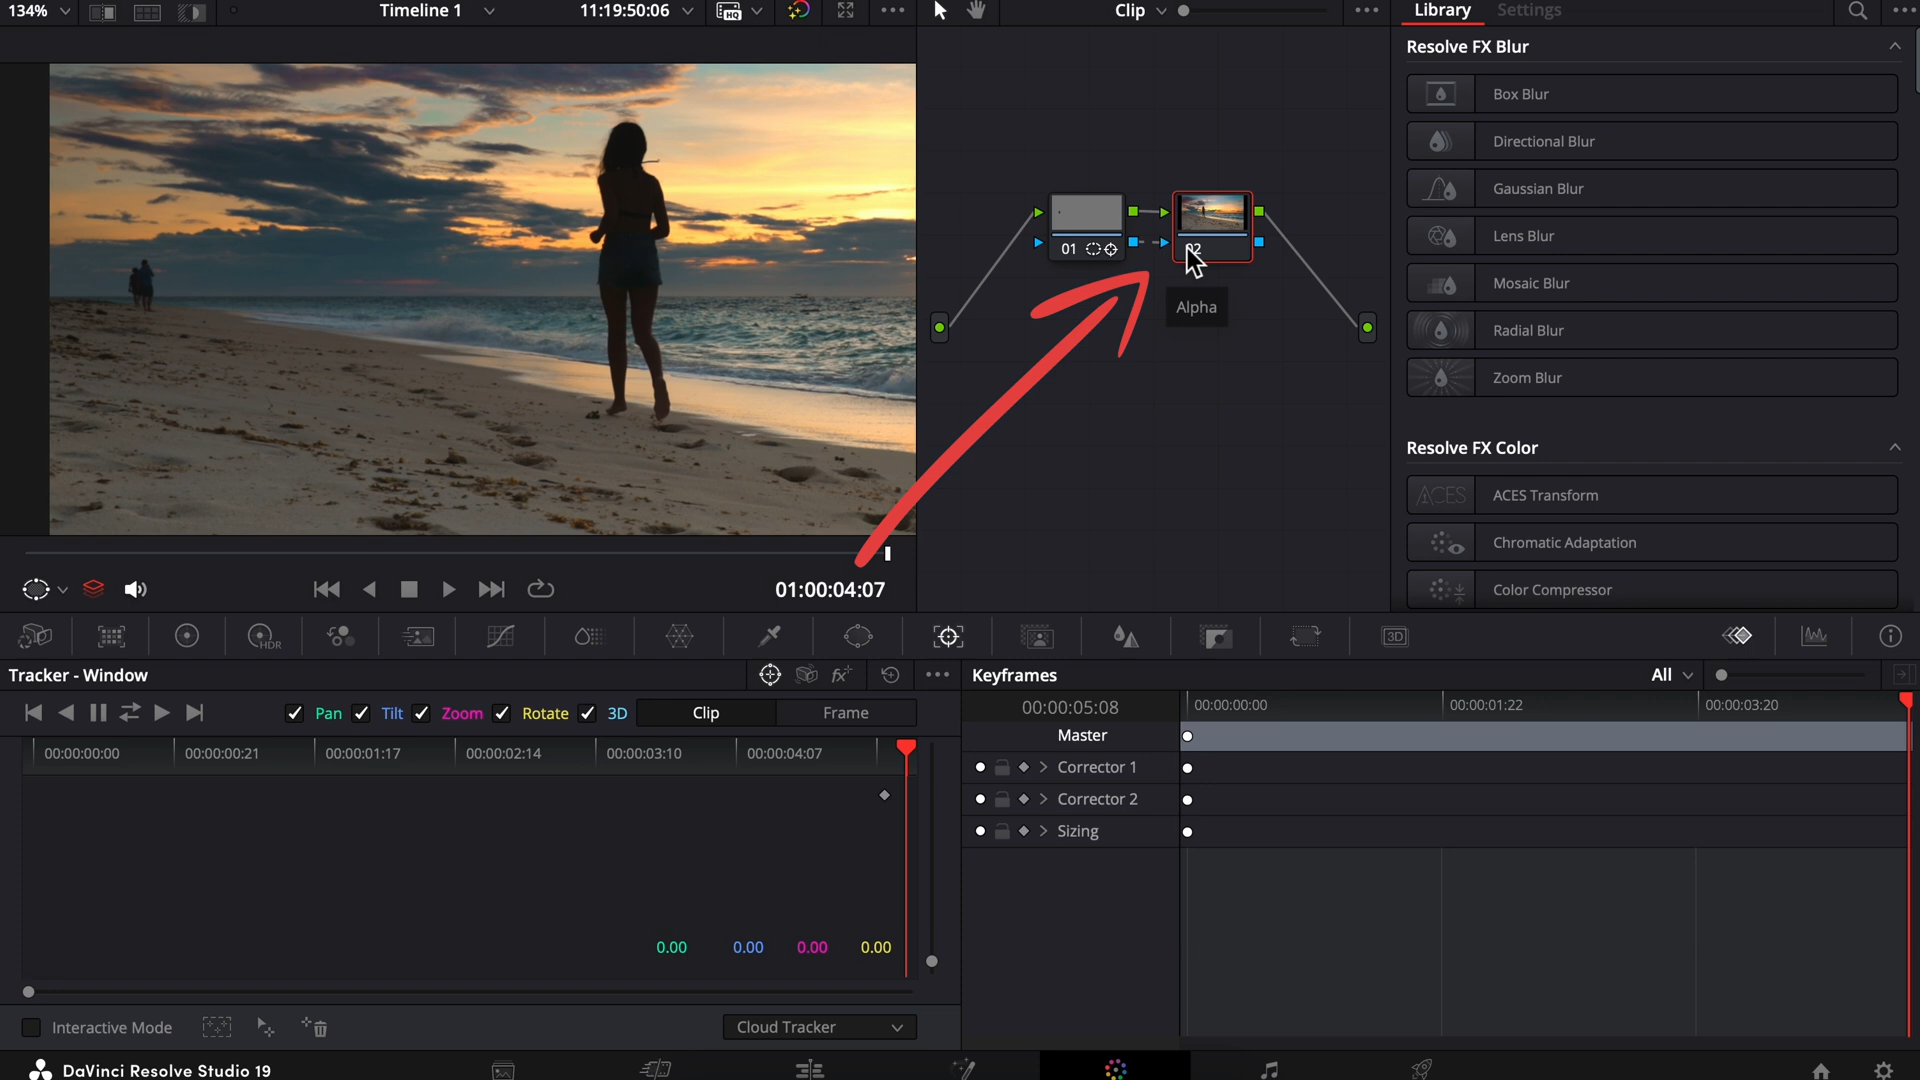 134%
Timeline 1
11:19:50:06
HQ
Clip
Library
Settings
Resolve FX Blur
Box Blur
Directional Blur
Gaussian Blur
Lens Blur
Mosaic Blur
Radial Blur
Zoom Blur
01
02
Alpha
Resolve FX Color
ACES
ACES Transform
Chromatic Adaptation
Color Compressor
01:00:04:07
HDR
3D
Tracker - Window
fx
Keyframes
All
Pan
Tilt
Zoom
Rotate
3D
Clip
Frame
00:00:05:08
00:00:00:00
00:00:01:22
00:00:03:20
Master
00:00:00:00
00:00:00:21
00:00:01:17
00:00:02:14
00:00:03:10
00:00:04:07
Corrector 1
Corrector 2
Sizing
0.00
0.00
0.00
0.00
Interactive Mode
Cloud Tracker
DaVinci Resolve Studio 19